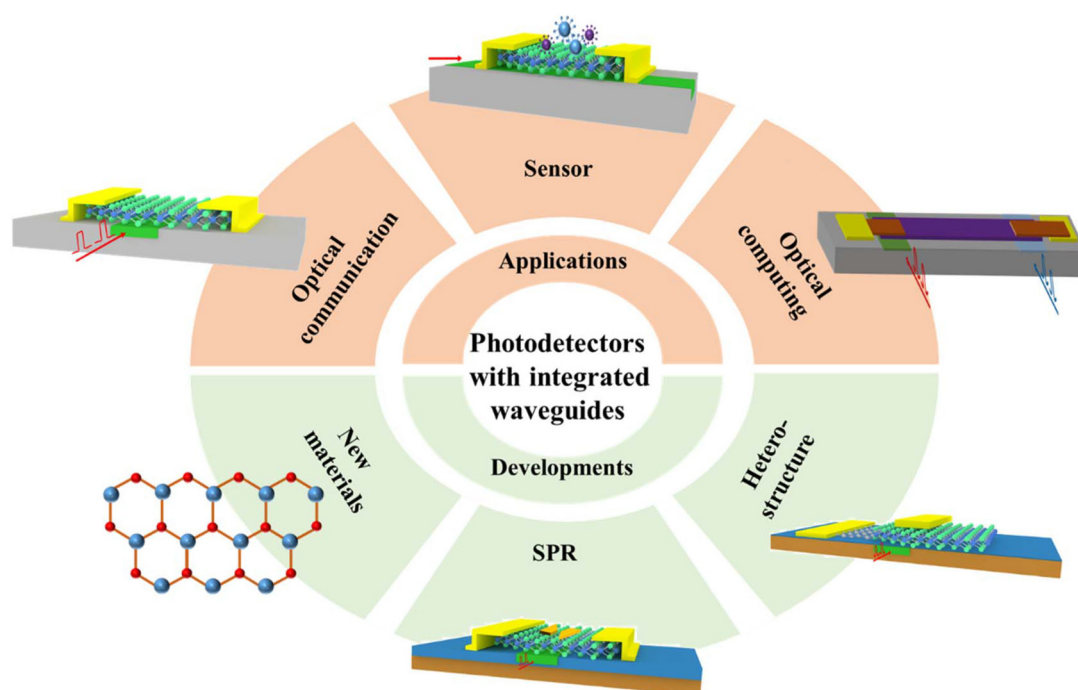 Sensor
Optical
communication
Optical
computing
Applications
Photodetectors
with integrated
waveguides
Developments
New
materials
SPR
Hetero-
structure